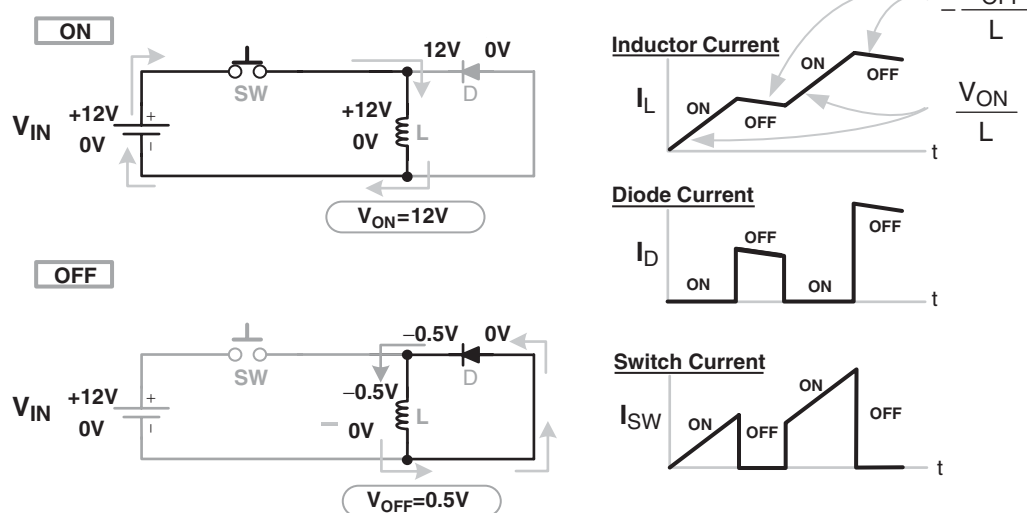 ON
12V 0V
SW
D
V_IN
+12V
0V
+
−
+12V
0V
L
V_ON=12V
OFF
−0.5V 0V
SW
D
V_IN
+12V
0V
+
−
−0.5V
− 0V
L
V_OFF=0.5V
L
Inductor Current
I_L
ON
OFF
ON
OFF
t
V_ON
L
Diode Current
I_D
ON
OFF
ON
OFF
t
Switch Current
I_SW
ON
OFF
ON
OFF
t